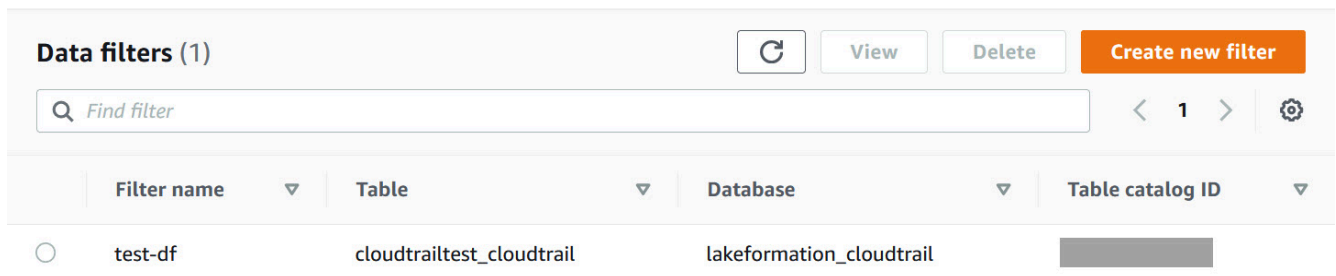 Data filters (1)
View
Delete
Create new filter
Find filter
1
Filter name
Table
Database
Table catalog ID
test-df
cloudtrailtest_cloudtrail
lakeformation_cloudtrail